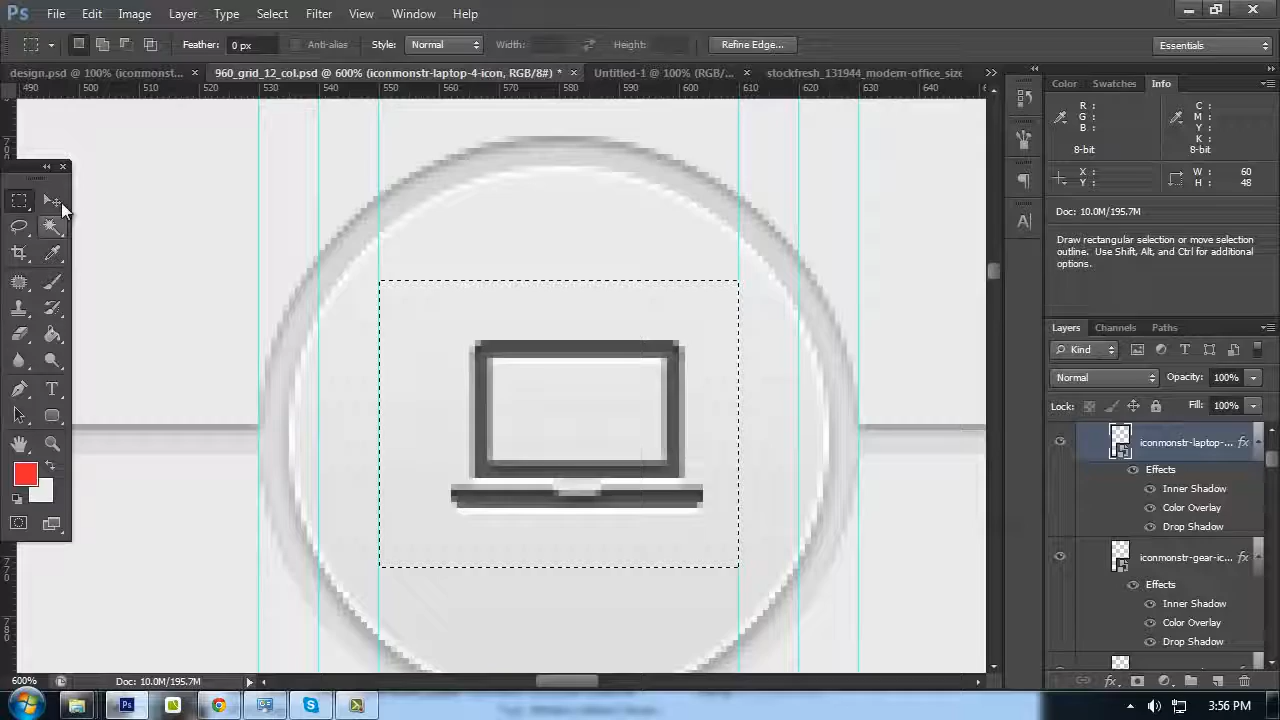 Ps File Edit Image Layer Type Select Filter View Window Help
Feather: 0 px Anti-alias Style: Normal Width: Height: Refine Edge... Essentials
design.psd @ 100% (iconmonst... × 960_grid_12_col.psd @ 600% (iconmonstr-laptop-4-icon, RGB/8#) * × Untitled-1 @ 100% (RGB/... × stockfresh_131944_modern-office_size
490 500 510 520 530 540 550 560 570 580 590 600 610 620 630 640
Color Swatches Info
R: C:
G: M:
B: Y:
K:
8-bit 8-bit
X: W: 60
Y: H: 48
Doc: 10.0M/195.7M
Draw rectangular selection or move selection
outline. Use Shift, Alt, and Ctrl for additional
options.
Layers Channels Paths
Kind
Normal Opacity: 100%
Lock: Fill: 100%
iconmonstr-laptop-... fx
Effects
Inner Shadow
Color Overlay
Drop Shadow
iconmonstr-gear-ic... fx
Effects
Inner Shadow
Color Overlay
Drop Shadow
600% Doc: 10.0M/195.7M
3:56 PM